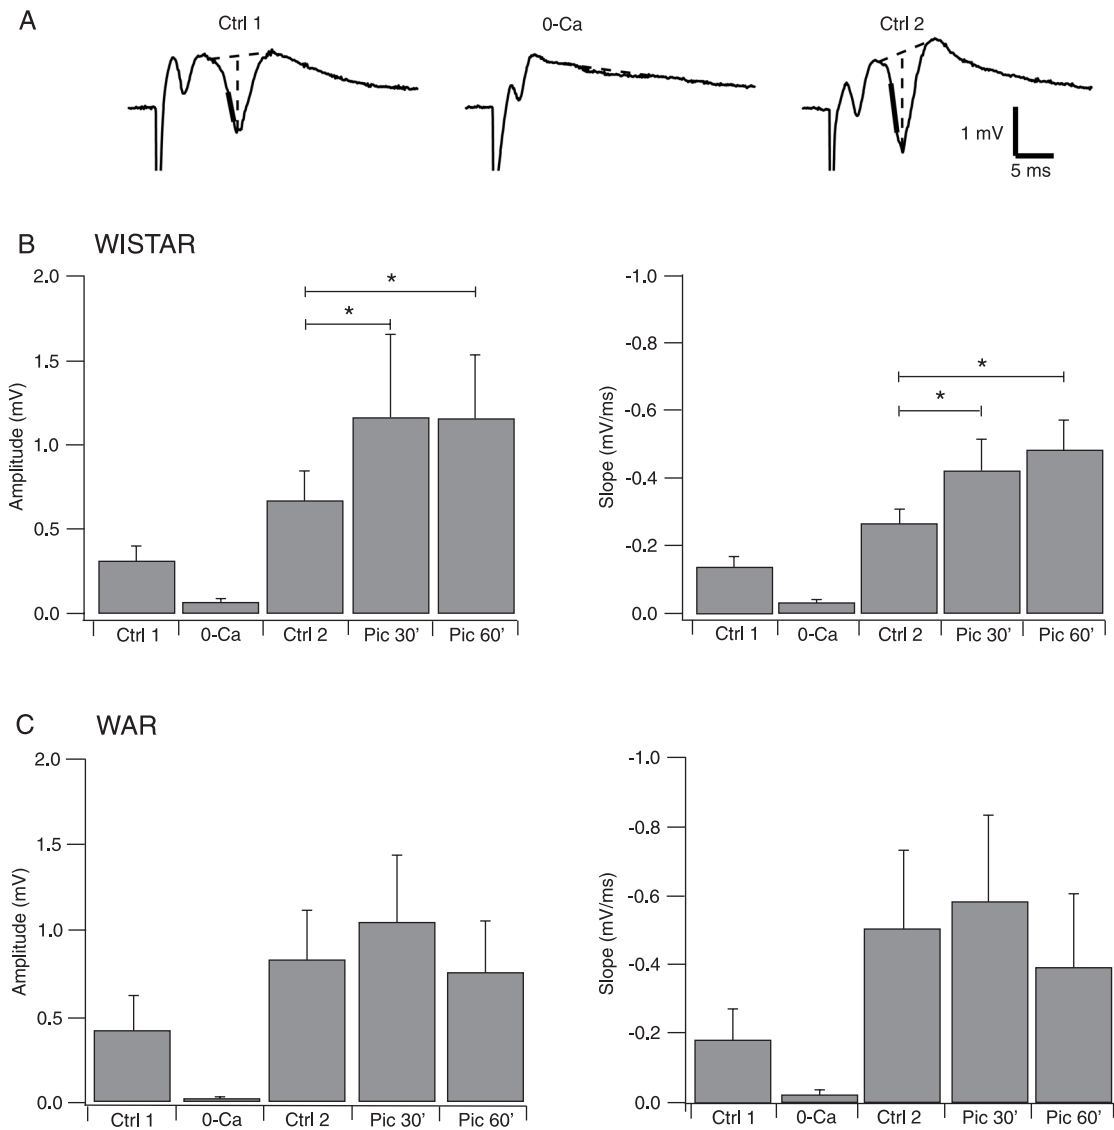 A
Ctrl 1
0-Ca
Ctrl 2
1 mV
5 ms
B WISTAR
Amplitude (mV)
2.0
1.5
1.0
0.5
0.0
*
*
Ctrl 1 0-Ca Ctrl 2 Pic 30' Pic 60'
Slope (mV/ms)
-1.0
-0.8
-0.6
-0.4
-0.2
0.0
*
*
Ctrl 1 0-Ca Ctrl 2 Pic 30' Pic 60'
C WAR
Amplitude (mV)
2.0
1.5
1.0
0.5
0.0
Ctrl 1 0-Ca Ctrl 2 Pic 30' Pic 60'
Slope (mV/ms)
-1.0
-0.8
-0.6
-0.4
-0.2
0.0
Ctrl 1 0-Ca Ctrl 2 Pic 30' Pic 60'